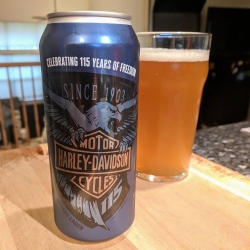 CELEBRATING 115 YEARS OF FREEDOM
SINCE 1903
MOTOR
HARLEY-DAVIDSON
CYCLES
115